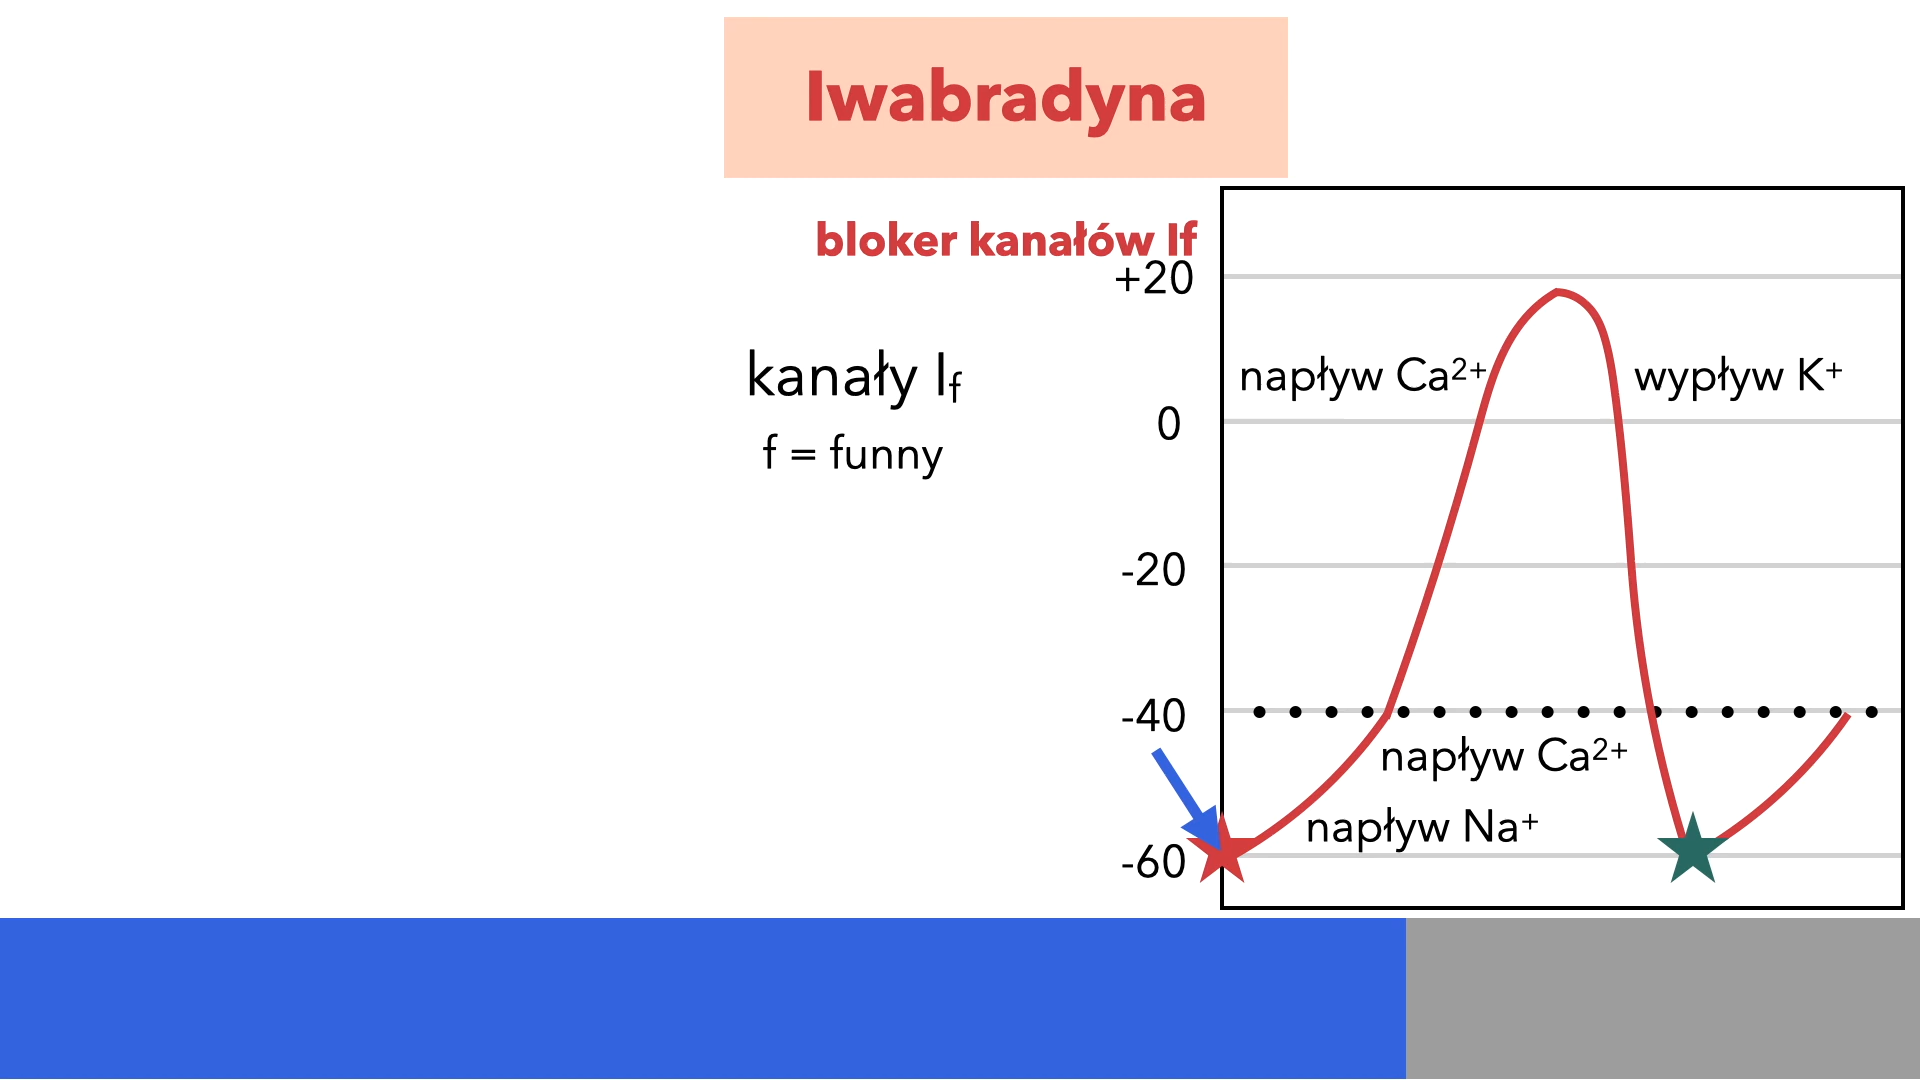 Iwabradyna
bloker kanałów If
+20
kanały If
napływ Ca²⁺
wypływ K⁺
0
f = funny
-20
-40
napływ Ca²⁺
napływ Na⁺
-60